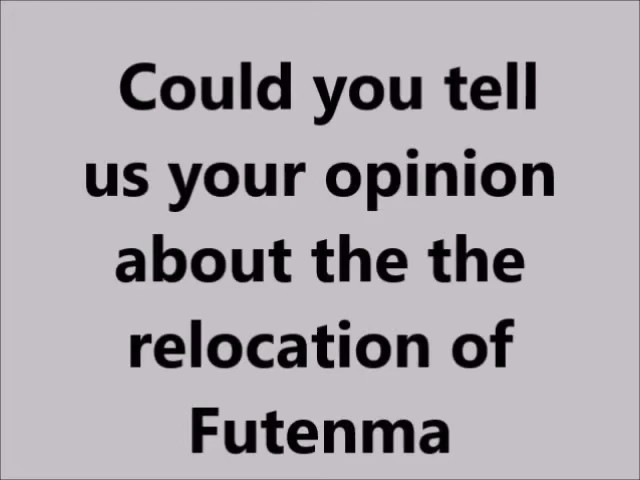 Could you tell
us your opinion
about the the
relocation of
Futenma